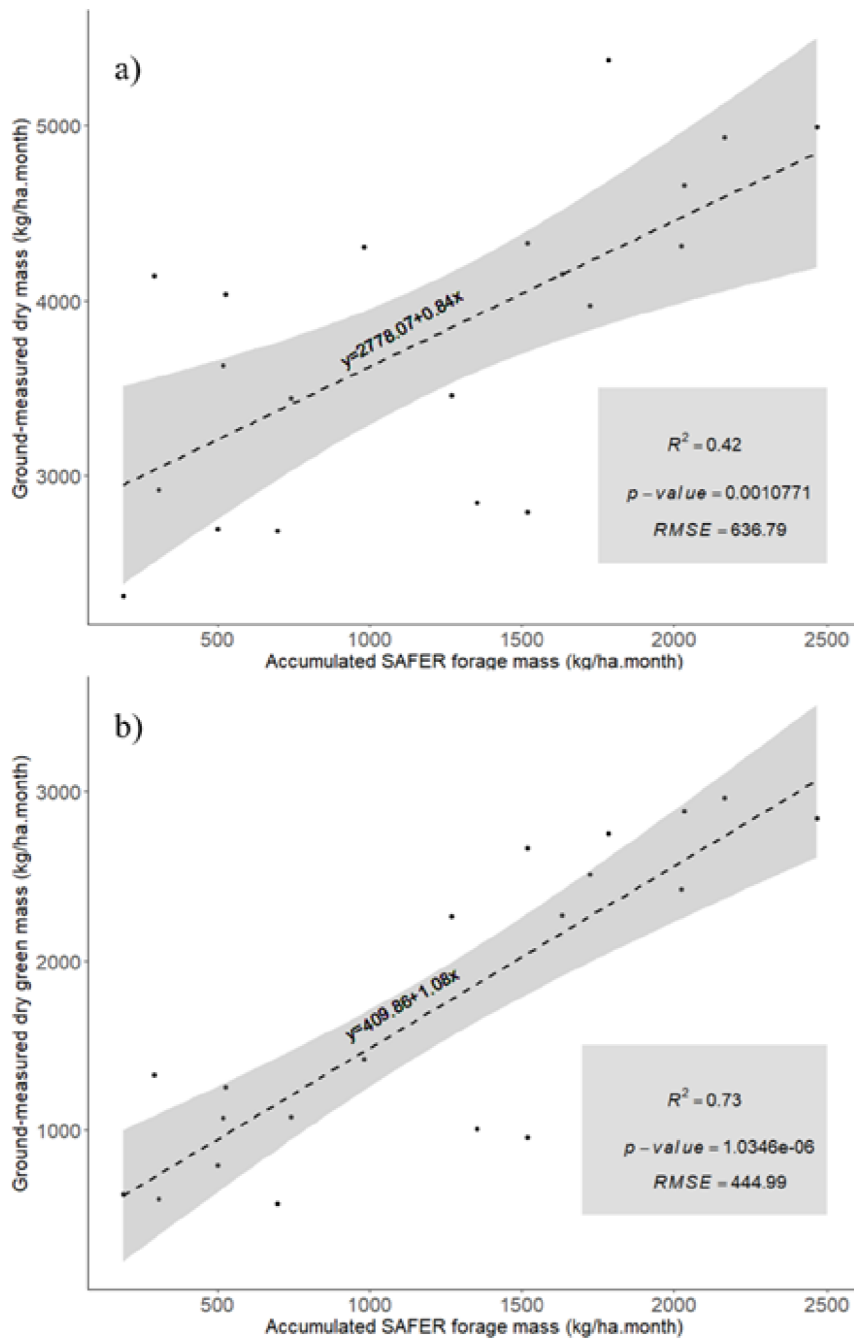 a)
Ground-measured dry mass (kg/ha.month)
5000
4000
3000
y=2778.07+0.84x
R² = 0.42
p − value = 0.0010771
RMSE = 636.79
500 1000 1500 2000 2500
Accumulated SAFER forage mass (kg/ha.month)
b)
Ground-measured dry green mass (kg/ha.month)
3000
2000
1000
y=409.86+1.08x
R² = 0.73
p − value = 1.0346e-06
RMSE = 444.99
500 1000 1500 2000 2500
Accumulated SAFER forage mass (kg/ha.month)